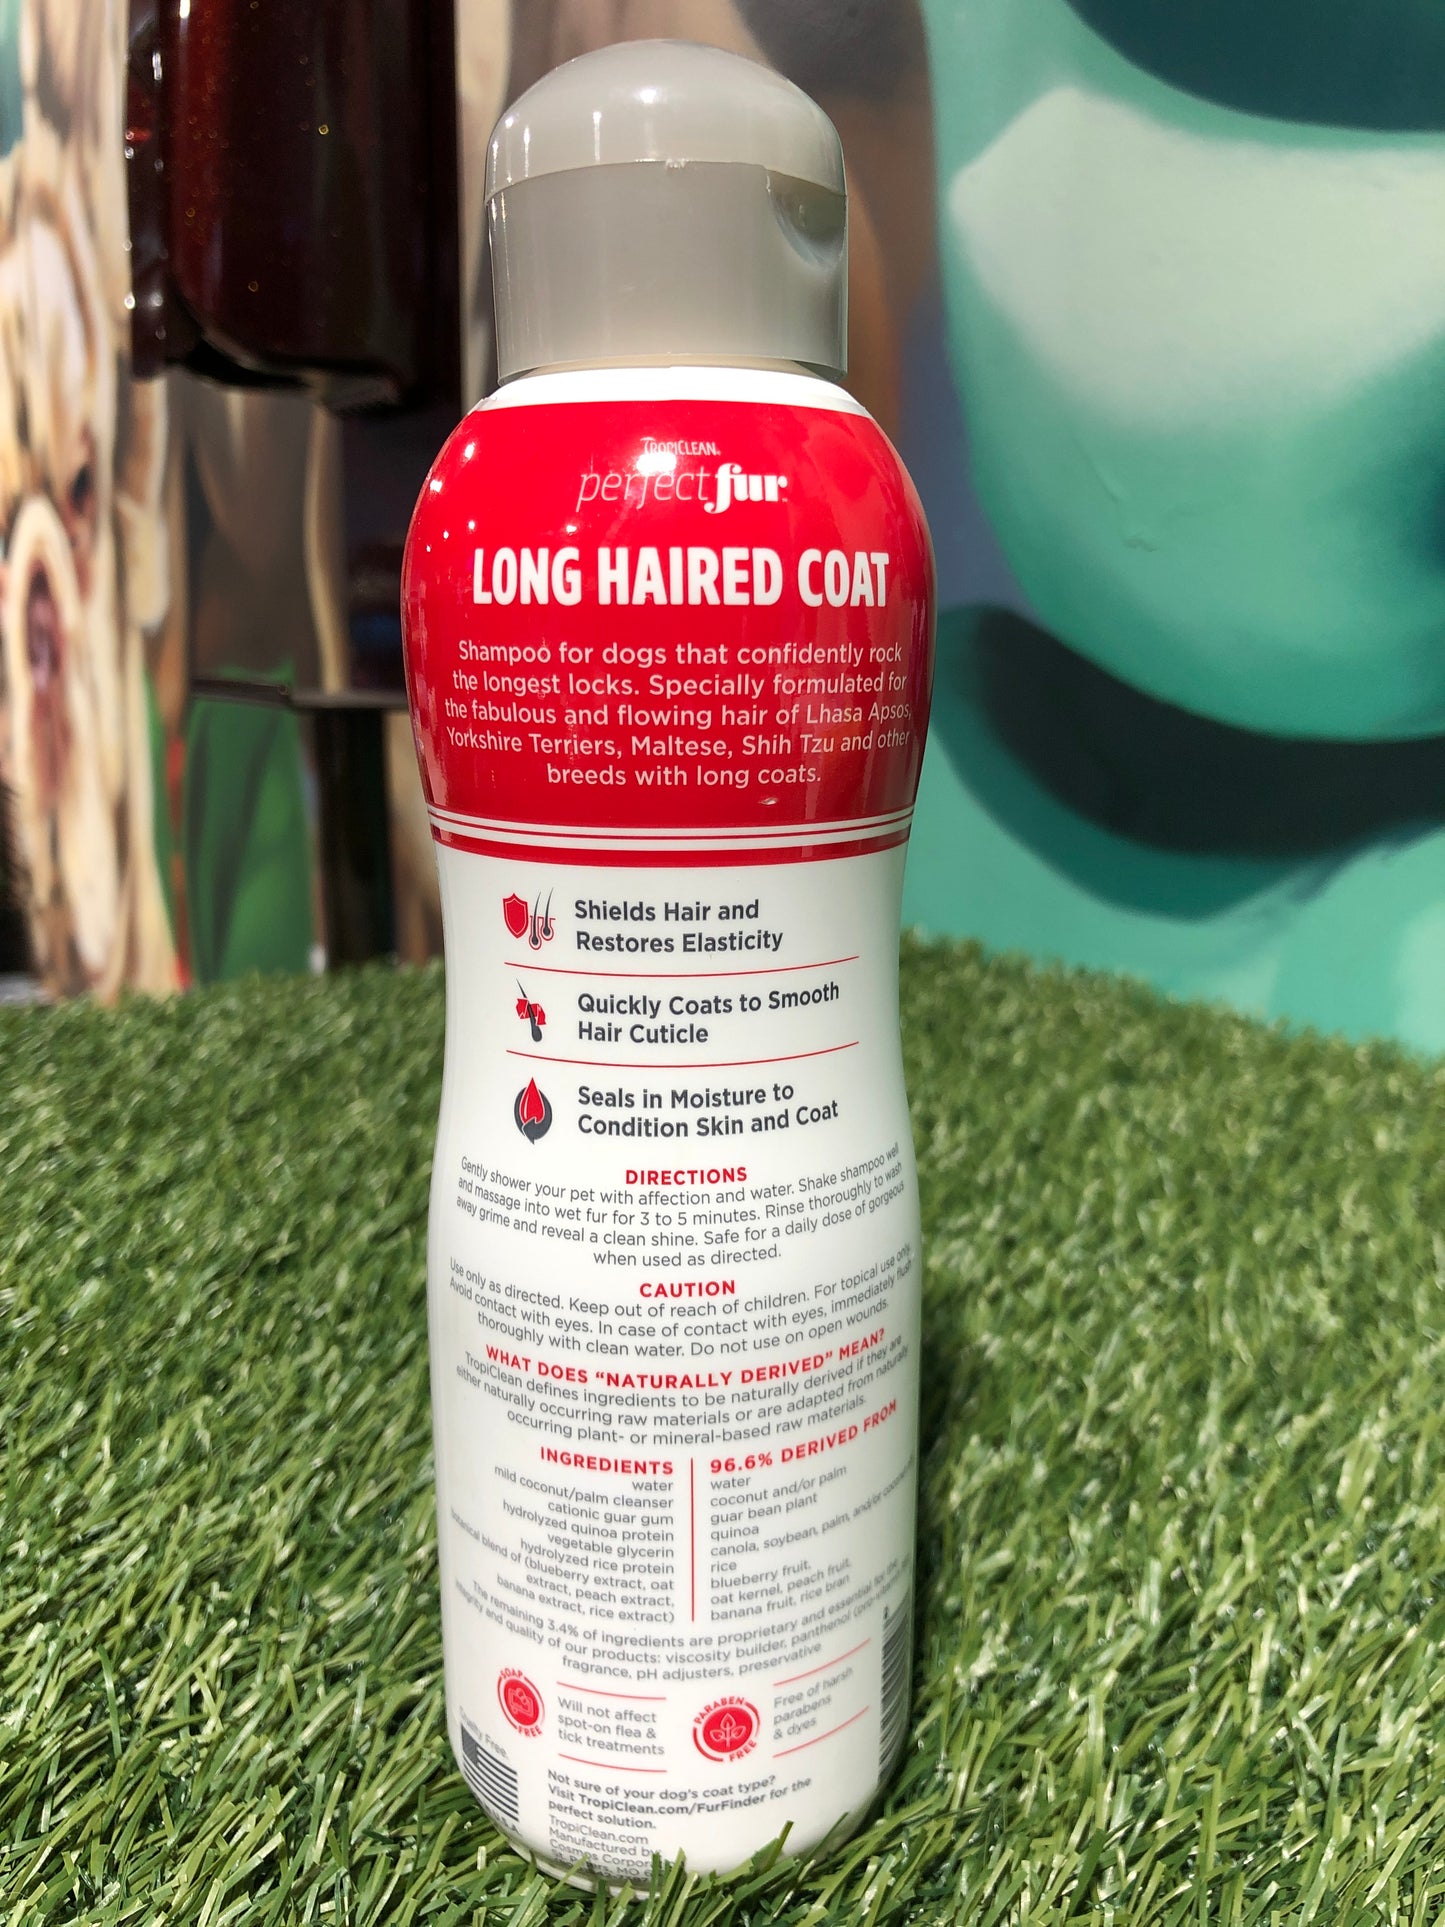 TROPICLEAN.
perfect fur™
LONG HAIRED COAT
Shampoo for dogs that confidently rock
the longest locks. Specially formulated for
the fabulous and flowing hair of Lhasa Apsos,
Yorkshire Terriers, Maltese, Shih Tzu and other
breeds with long coats.
Shields Hair and
Restores Elasticity
Quickly Coats to Smooth
Hair Cuticle
Seals in Moisture to
Condition Skin and Coat
DIRECTIONS
Gently shower your pet with affection and water. Shake shampoo well
and massage into wet fur for 3 to 5 minutes. Rinse thoroughly to wash
away grime and reveal a clean shine. Safe for a daily dose of gorgeous
when used as directed.
CAUTION
Use only as directed. Keep out of reach of children. For topical use only.
Avoid contact with eyes. In case of contact with eyes, immediately flush
thoroughly with clean water. Do not use on open wounds.
WHAT DOES “NATURALLY DERIVED” MEAN?
TropiClean defines ingredients to be naturally derived if they are
either naturally occurring raw materials or are adapted from naturally
occurring plant- or mineral-based raw materials.
INGREDIENTS
water
mild coconut/palm cleanser
cationic guar gum
hydrolyzed quinoa protein
vegetable glycerin
hydrolyzed rice protein
botanical blend of (blueberry extract, oat
extract, peach extract,
banana extract, rice extract)
96.6% DERIVED FROM
water
coconut and/or palm
guar bean plant
quinoa
canola, soybean, palm, and/or coconut
rice
blueberry fruit,
oat kernel, peach fruit,
banana fruit, rice bran
The remaining 3.4% of ingredients are proprietary and essential for the
integrity and quality of our products: viscosity builder, panthenol (pro-vitamin
fragrance, pH adjusters, preservative
SOAP
FREE
Will not affect
spot-on flea &
tick treatments
PARABEN
FREE
Free of harsh
parabens
& dyes
Cruelty Free.
Not sure of your dog's coat type?
Visit TropiClean.com/FurFinder for the
perfect solution.
TropiClean.com
Manufactured by
Cosmos Corpor